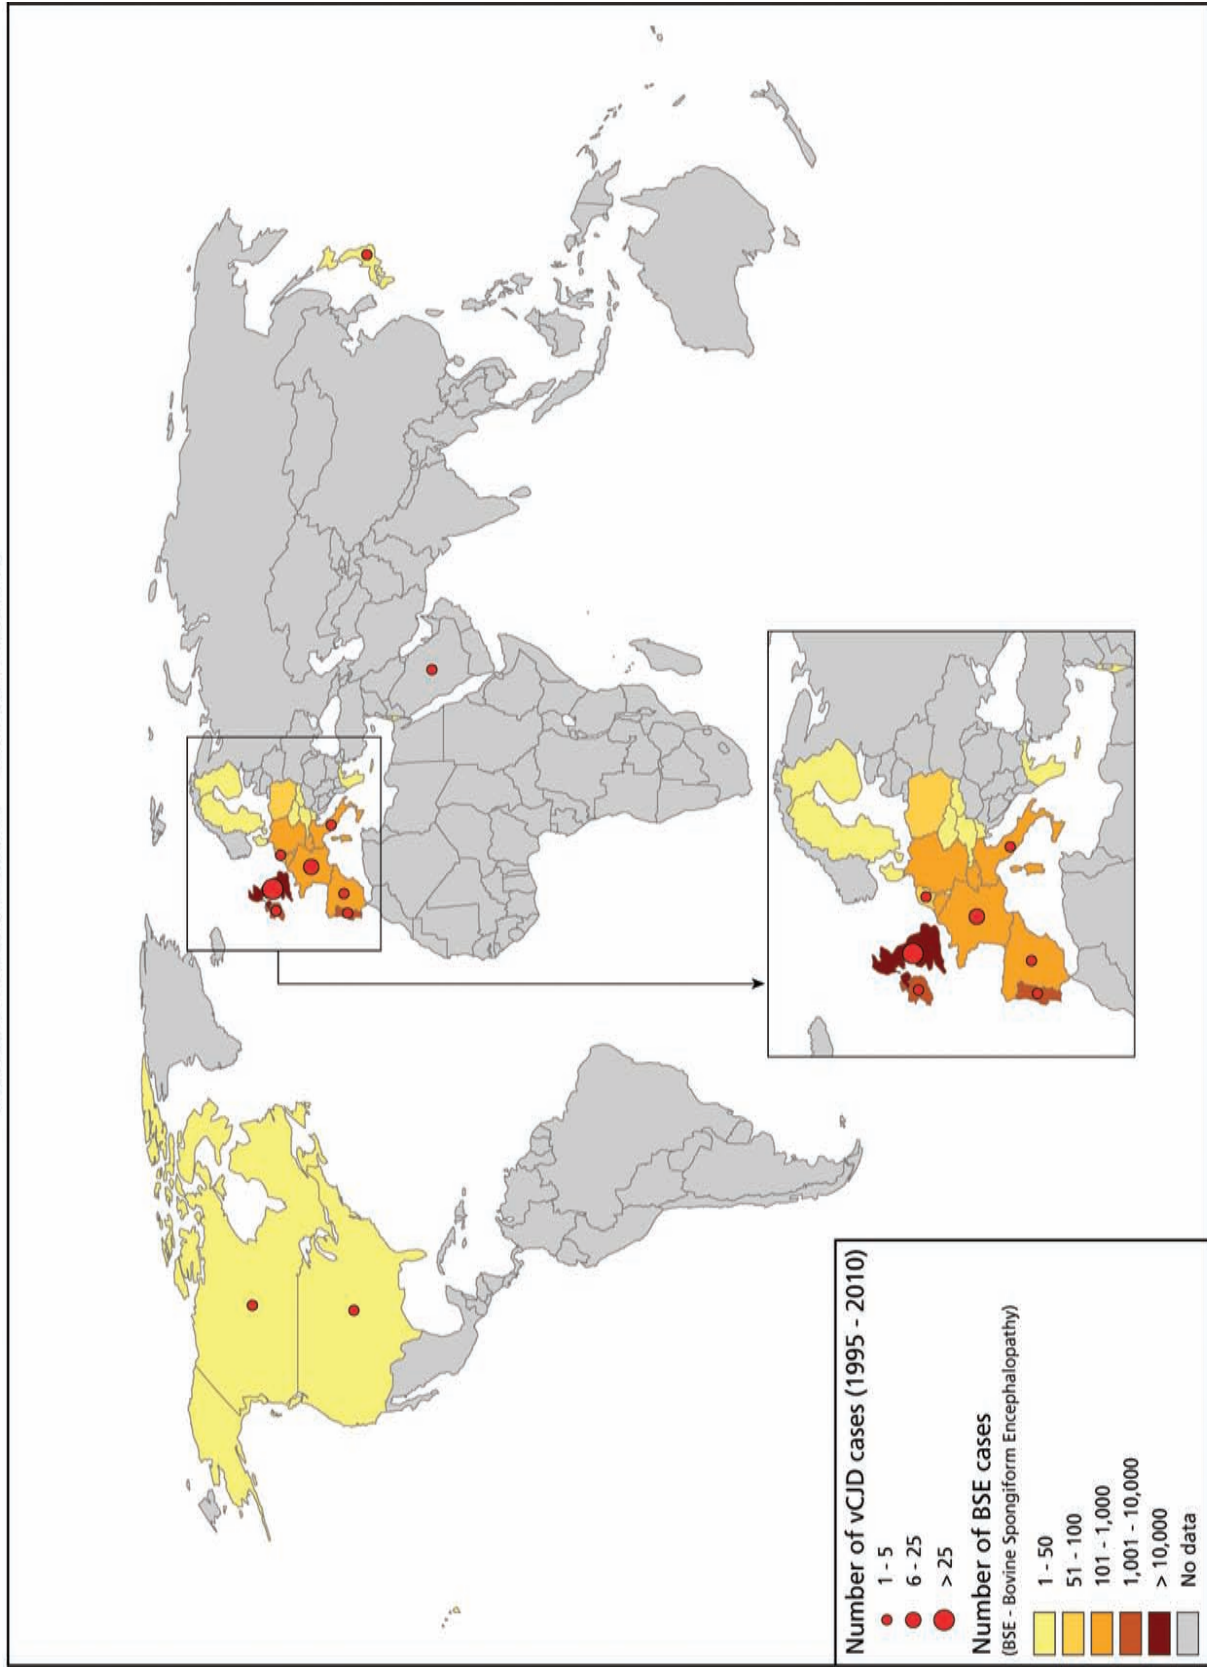 Number of vCJD cases (1995 - 2010)
1 - 5
6 - 25
> 25
Number of BSE cases
(BSE - Bovine Spongiform Encephalopathy)
1 - 50
51 - 100
101 - 1,000
1,001 - 10,000
> 10,000
No data